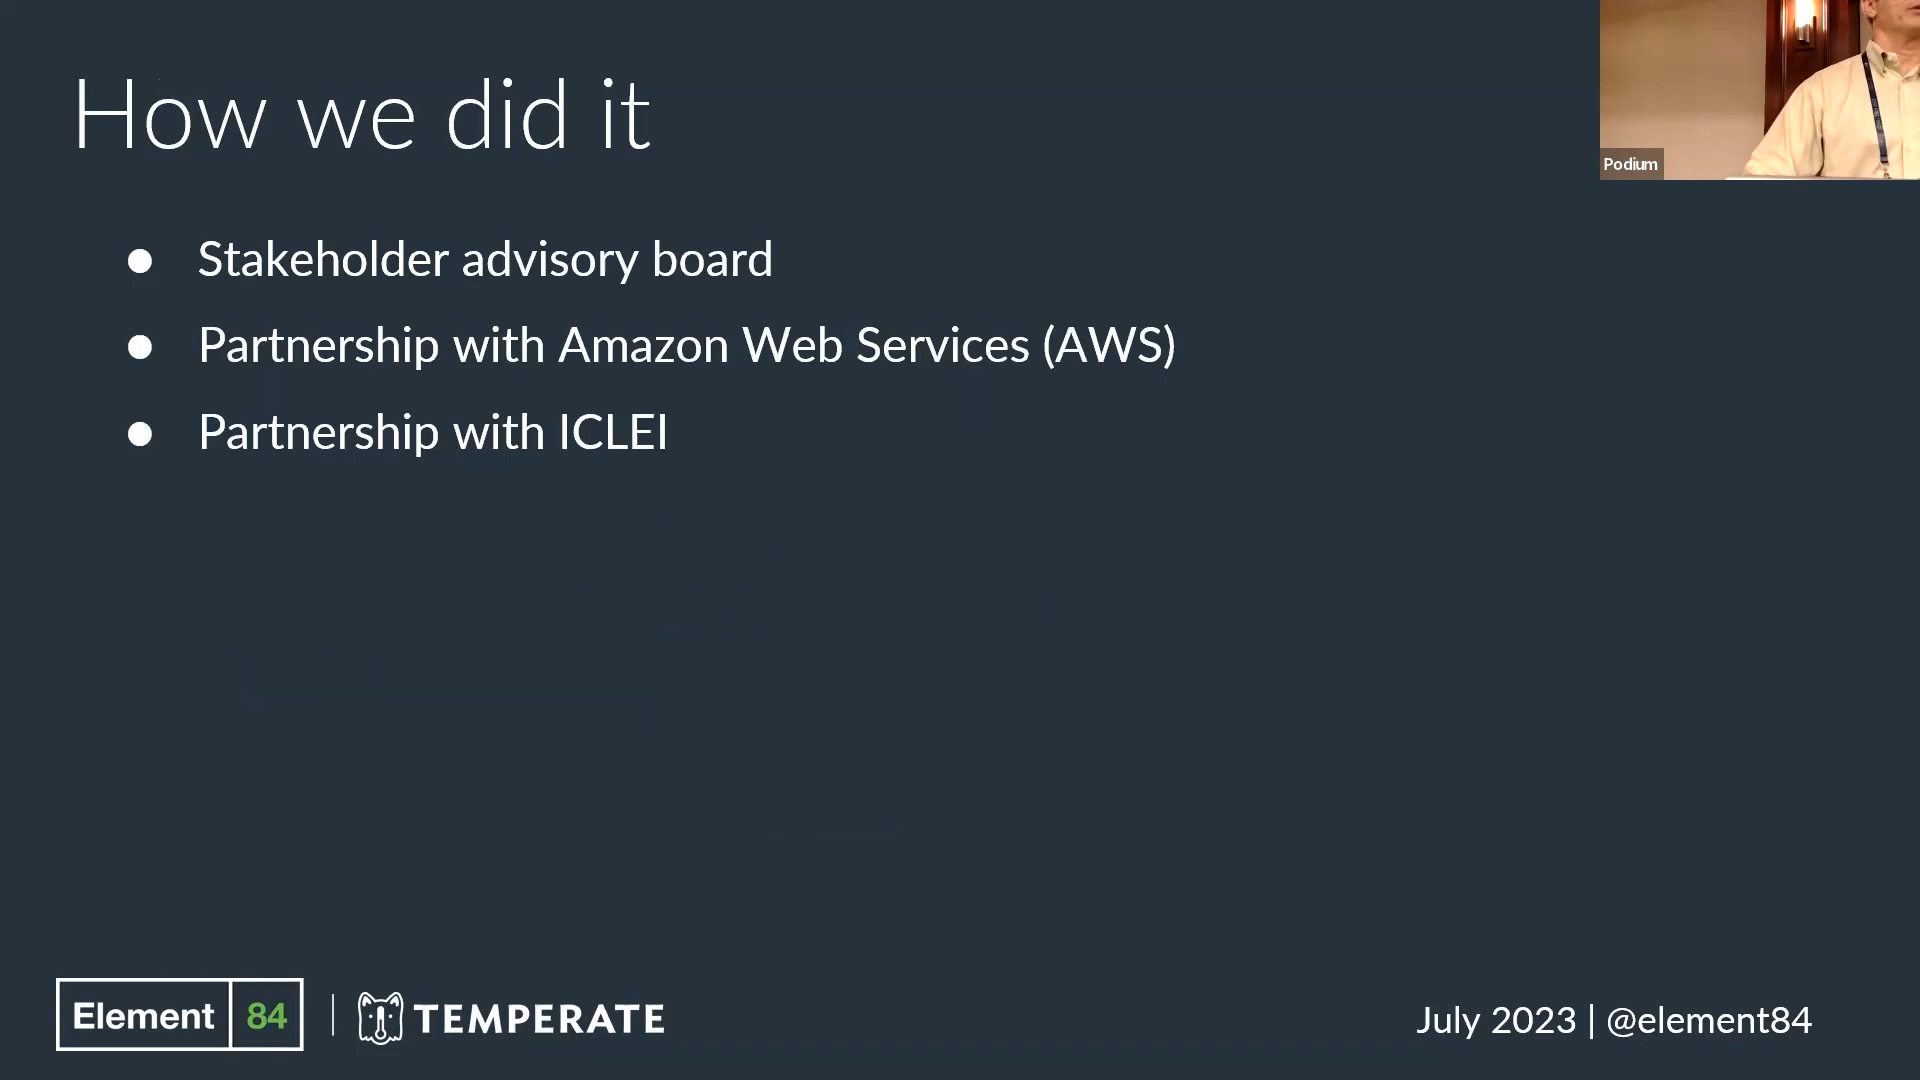 How we did it
Podium
● Stakeholder advisory board
● Partnership with Amazon Web Services (AWS)
● Partnership with ICLEI
Element 84 | TEMPERATE
July 2023 | @element84